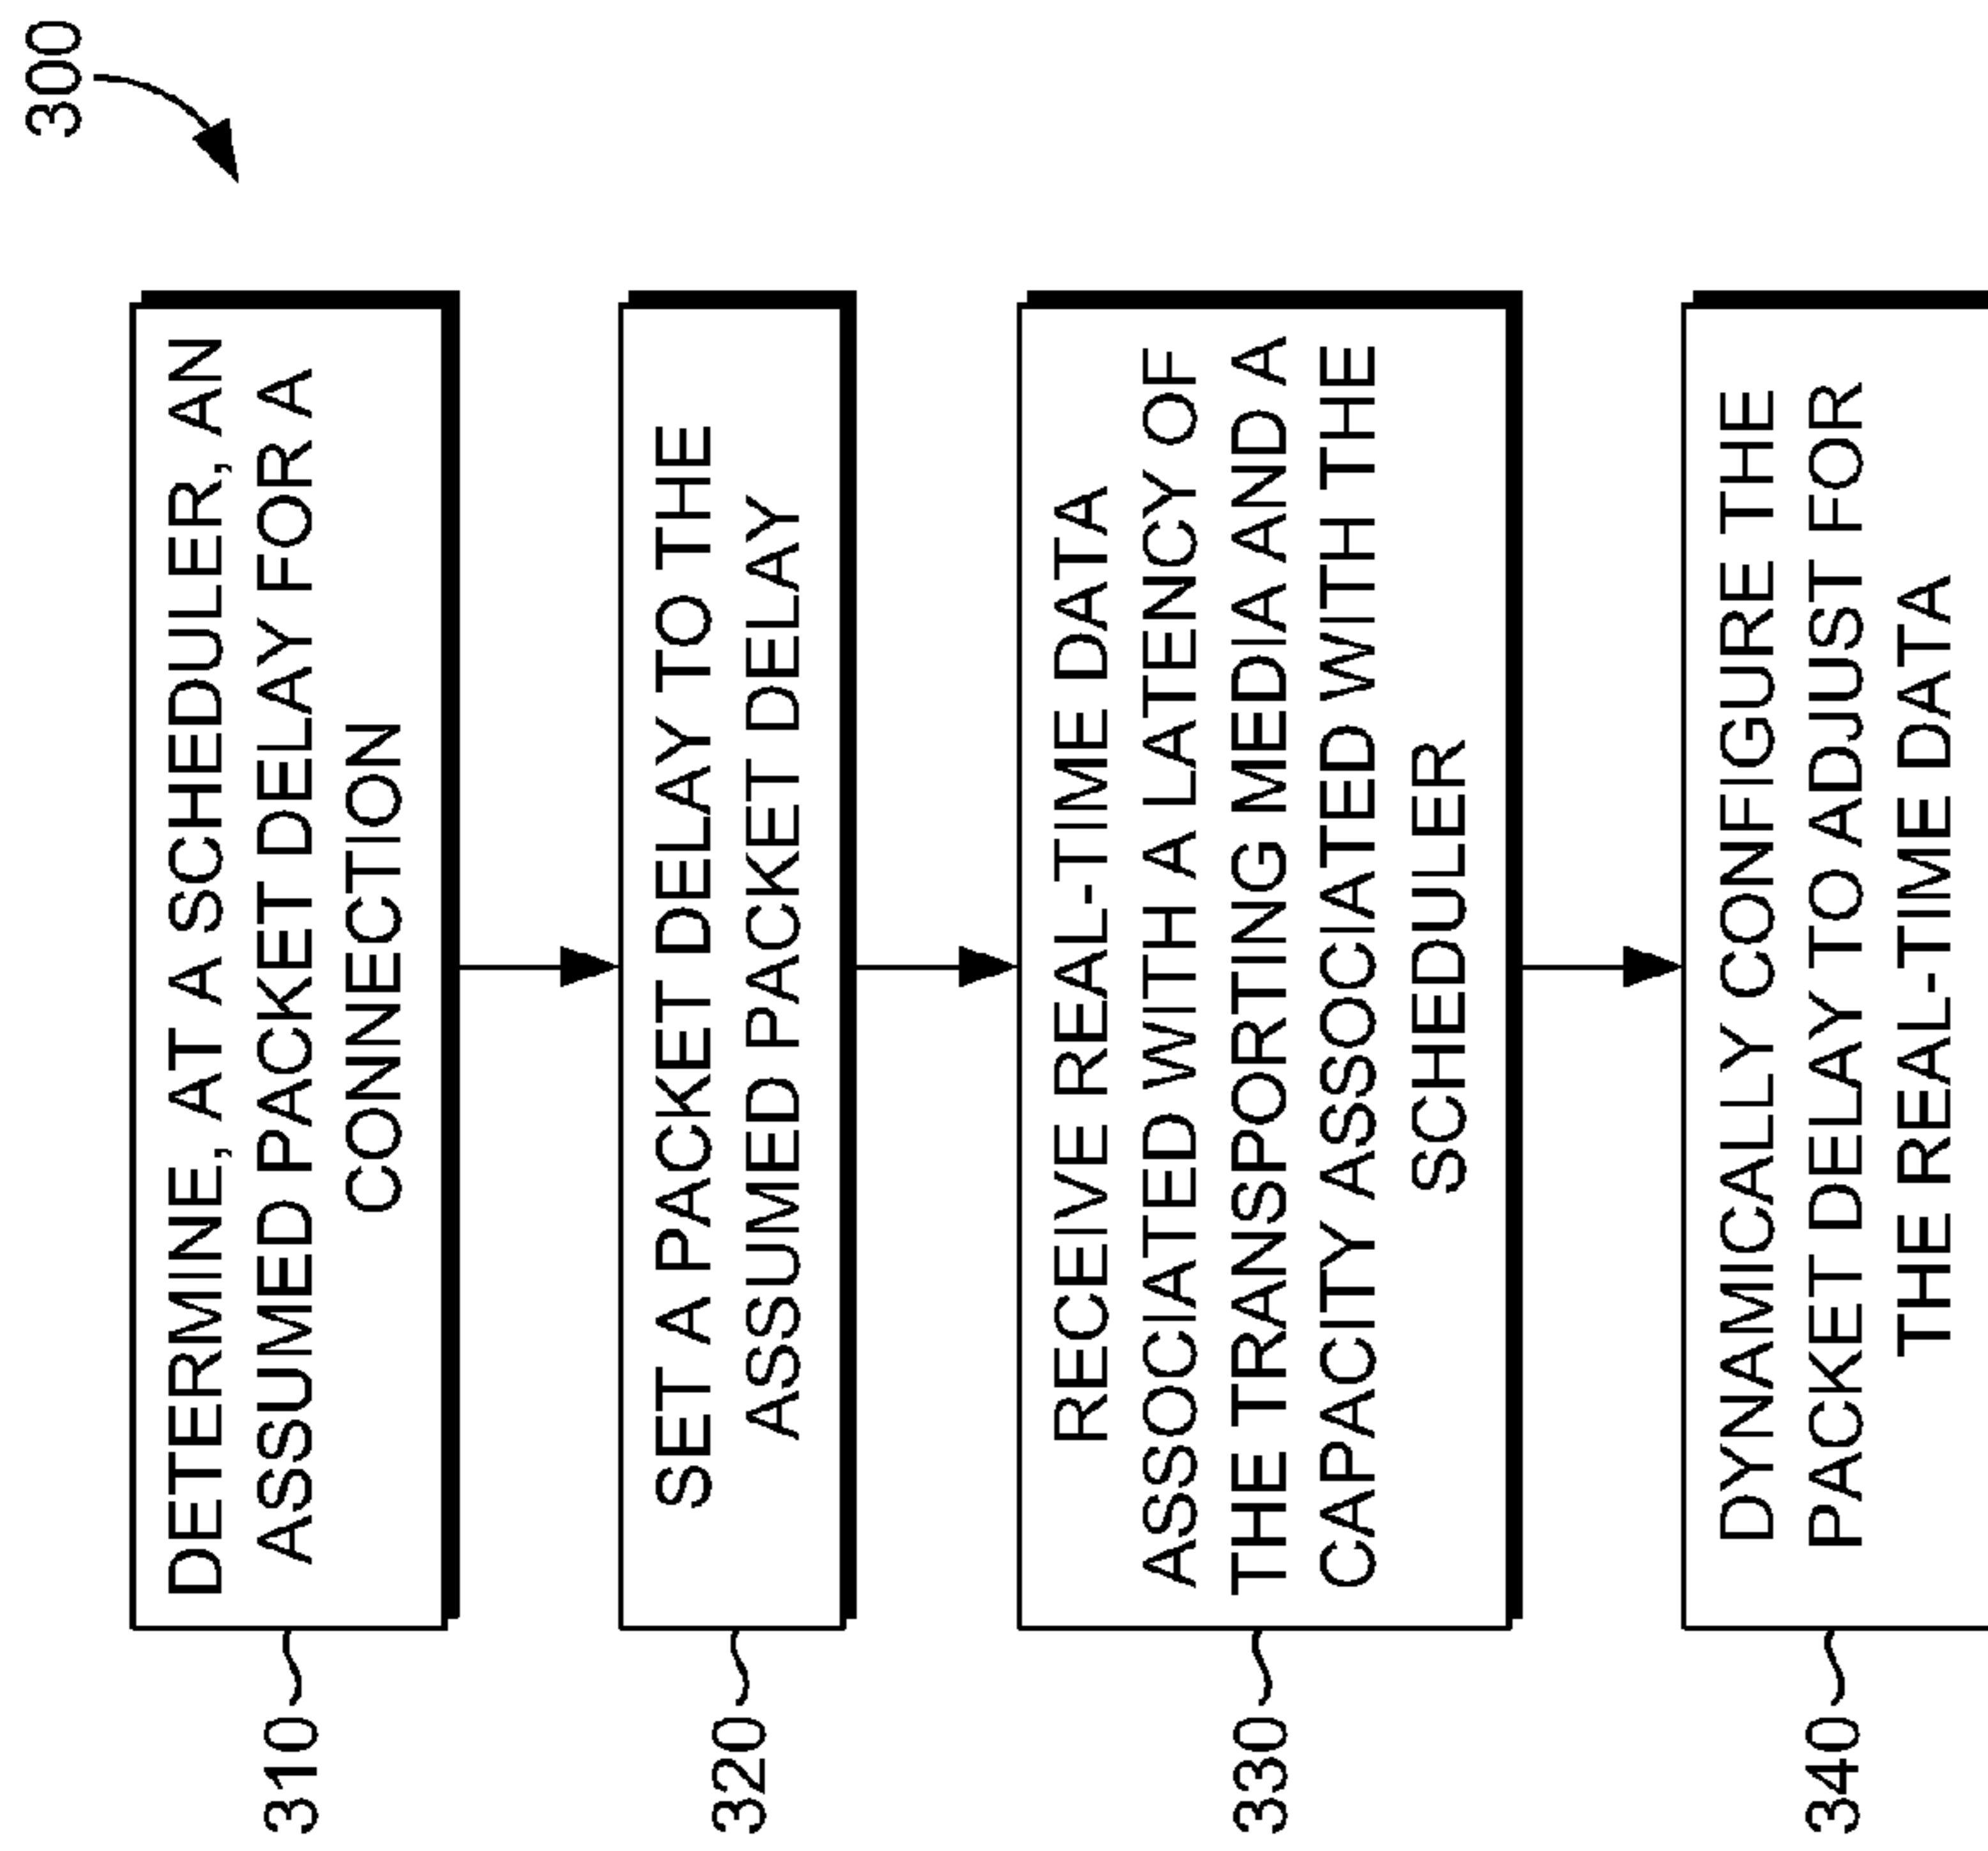 300
310
DETERMINE, AT A SCHEDULER, AN
ASSUMED PACKET DELAY FOR A
CONNECTION
320
SET A PACKET DELAY TO THE
ASSUMED PACKET DELAY
330
RECEIVE REAL-TIME DATA
ASSOCIATED WITH A LATENCY OF
THE TRANSPORTING MEDIA AND A
CAPACITY ASSOCIATED WITH THE
SCHEDULER
340
DYNAMICALLY CONFIGURE THE
PACKET DELAY TO ADJUST FOR
THE REAL-TIME DATA